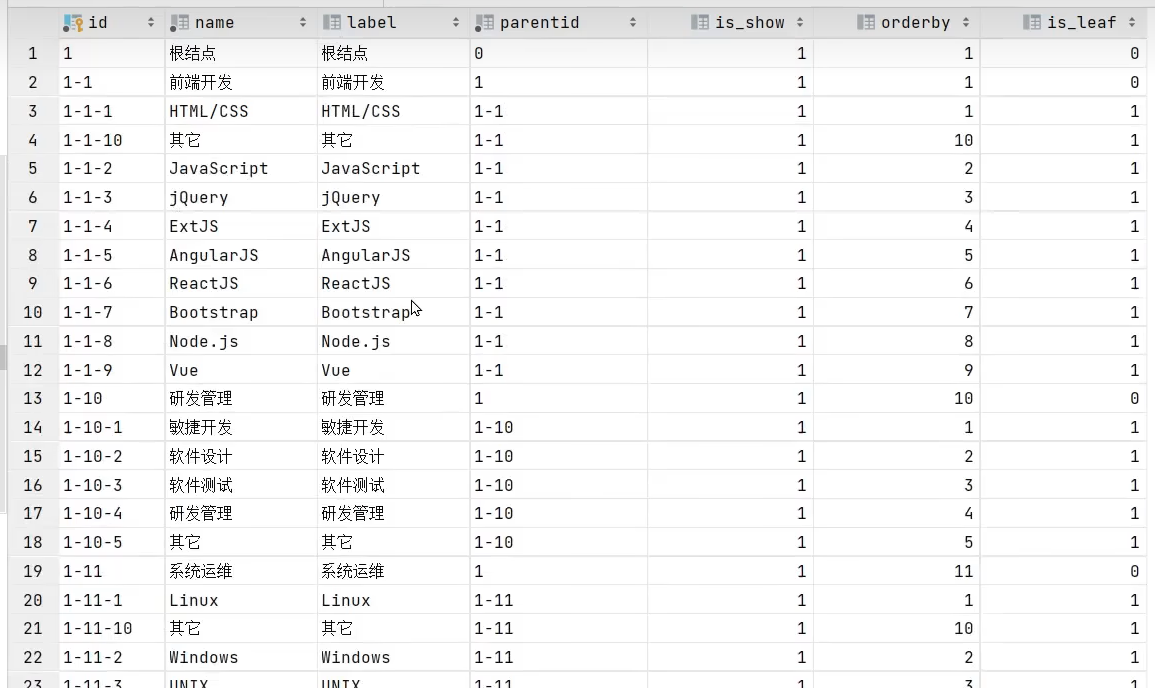 id name label parentid is_show orderby is_leaf
1 1 根结点 根结点 0 1 1 0
2 1-1 前端开发 前端开发 1 1 1 0
3 1-1-1 HTML/CSS HTML/CSS 1-1 1 1 1
4 1-1-10 其它 其它 1-1 1 10 1
5 1-1-2 JavaScript JavaScript 1-1 1 2 1
6 1-1-3 jQuery jQuery 1-1 1 3 1
7 1-1-4 ExtJS ExtJS 1-1 1 4 1
8 1-1-5 AngularJS AngularJS 1-1 1 5 1
9 1-1-6 ReactJS ReactJS 1-1 1 6 1
10 1-1-7 Bootstrap Bootstrap 1-1 1 7 1
11 1-1-8 Node.js Node.js 1-1 1 8 1
12 1-1-9 Vue Vue 1-1 1 9 1
13 1-10 研发管理 研发管理 1 1 10 0
14 1-10-1 敏捷开发 敏捷开发 1-10 1 1 1
15 1-10-2 软件设计 软件设计 1-10 1 2 1
16 1-10-3 软件测试 软件测试 1-10 1 3 1
17 1-10-4 研发管理 研发管理 1-10 1 4 1
18 1-10-5 其它 其它 1-10 1 5 1
19 1-11 系统运维 系统运维 1 1 11 0
20 1-11-1 Linux Linux 1-11 1 1 1
21 1-11-10 其它 其它 1-11 1 10 1
22 1-11-2 Windows Windows 1-11 1 2 1
23 1-11-3 UNIX UNIX 1-11 1 3 1